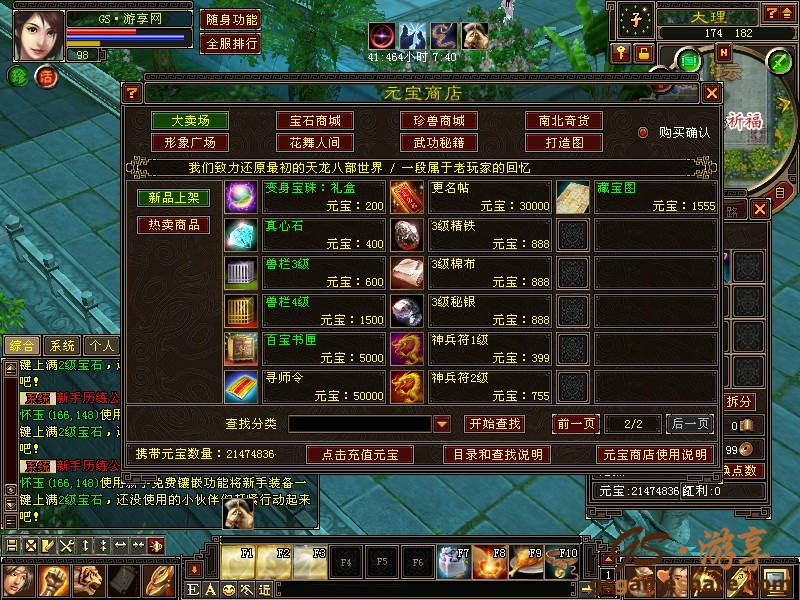 GS·游享网
98
随身功能
全服排行
41:46 4小时 7:40
大理
174 182
N
祈福
元宝商店
大卖场
宝石商城
珍兽商城
南北奇货
形象广场
花舞人间
武功秘籍
打造图
购买确认
我们致力还原最初的天龙八部世界 / 一段属于老玩家的回忆
新品上架
热卖商品
变身宝珠:礼盒
元宝:200
更名帖
元宝:30000
藏宝图
元宝:1555
真心石
元宝:400
3级精铁
元宝:888
兽栏3级
元宝:600
3级棉布
元宝:888
兽栏4级
元宝:1500
3级秘银
元宝:888
百宝书匣
元宝:5000
神兵符1级
元宝:399
寻师令
元宝:50000
神兵符2级
元宝:755
查找分类
开始查找
前一页
2/2
后一页
携带元宝数量:21474836
点击充值元宝
目录和查找说明
元宝商店使用说明
综合
系统
个人
键上满2级宝石,
吧!
系统 新手历练公
怀玉(166,148)使用
键上满2级宝石,
吧!
系统 新手历练公
怀玉(166,148)使用新手免费镶嵌功能将新手装备一
键上满2级宝石,还没使用的小伙伴们赶紧行动起来
吧!
拆分
0
99
换点数
元宝:21474836
红利:0
F1
F2
F3
F4
F5
F6
F7
F8
F9
F10
1
E
A
近
GS·游享